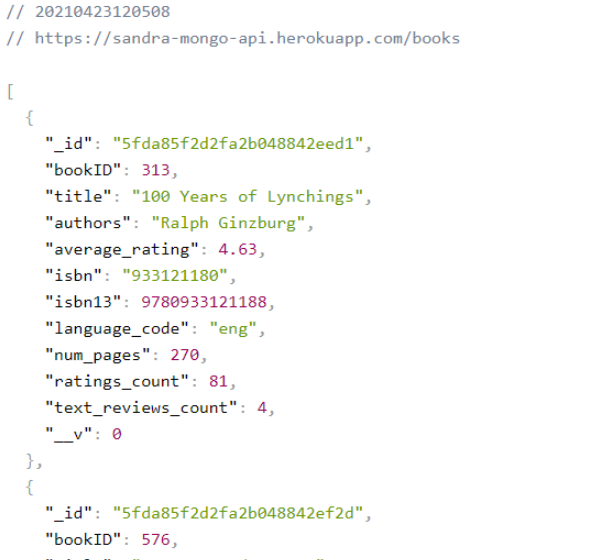 // 20210423120508
// https://sandra-mongo-api.herokuapp.com/books
[
{
"_id": "5fda85f2d2fa2b048842eed1",
"bookID": 313,
"title": "100 Years of Lynchings",
"authors": "Ralph Ginzburg",
"average_rating": 4.63,
"isbn": "933121180",
"isbn13": 9780933121188,
"language_code": "eng",
"num_pages": 270,
"ratings_count": 81,
"text_reviews_count": 4,
"__v": 0
},
{
"_id": "5fda85f2d2fa2b048842ef2d",
"bookID": 576,